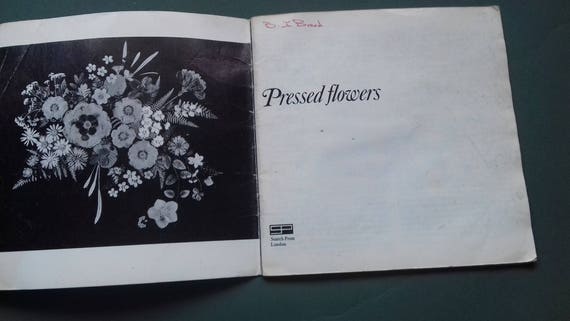 Pressed flowers
Search Press
London